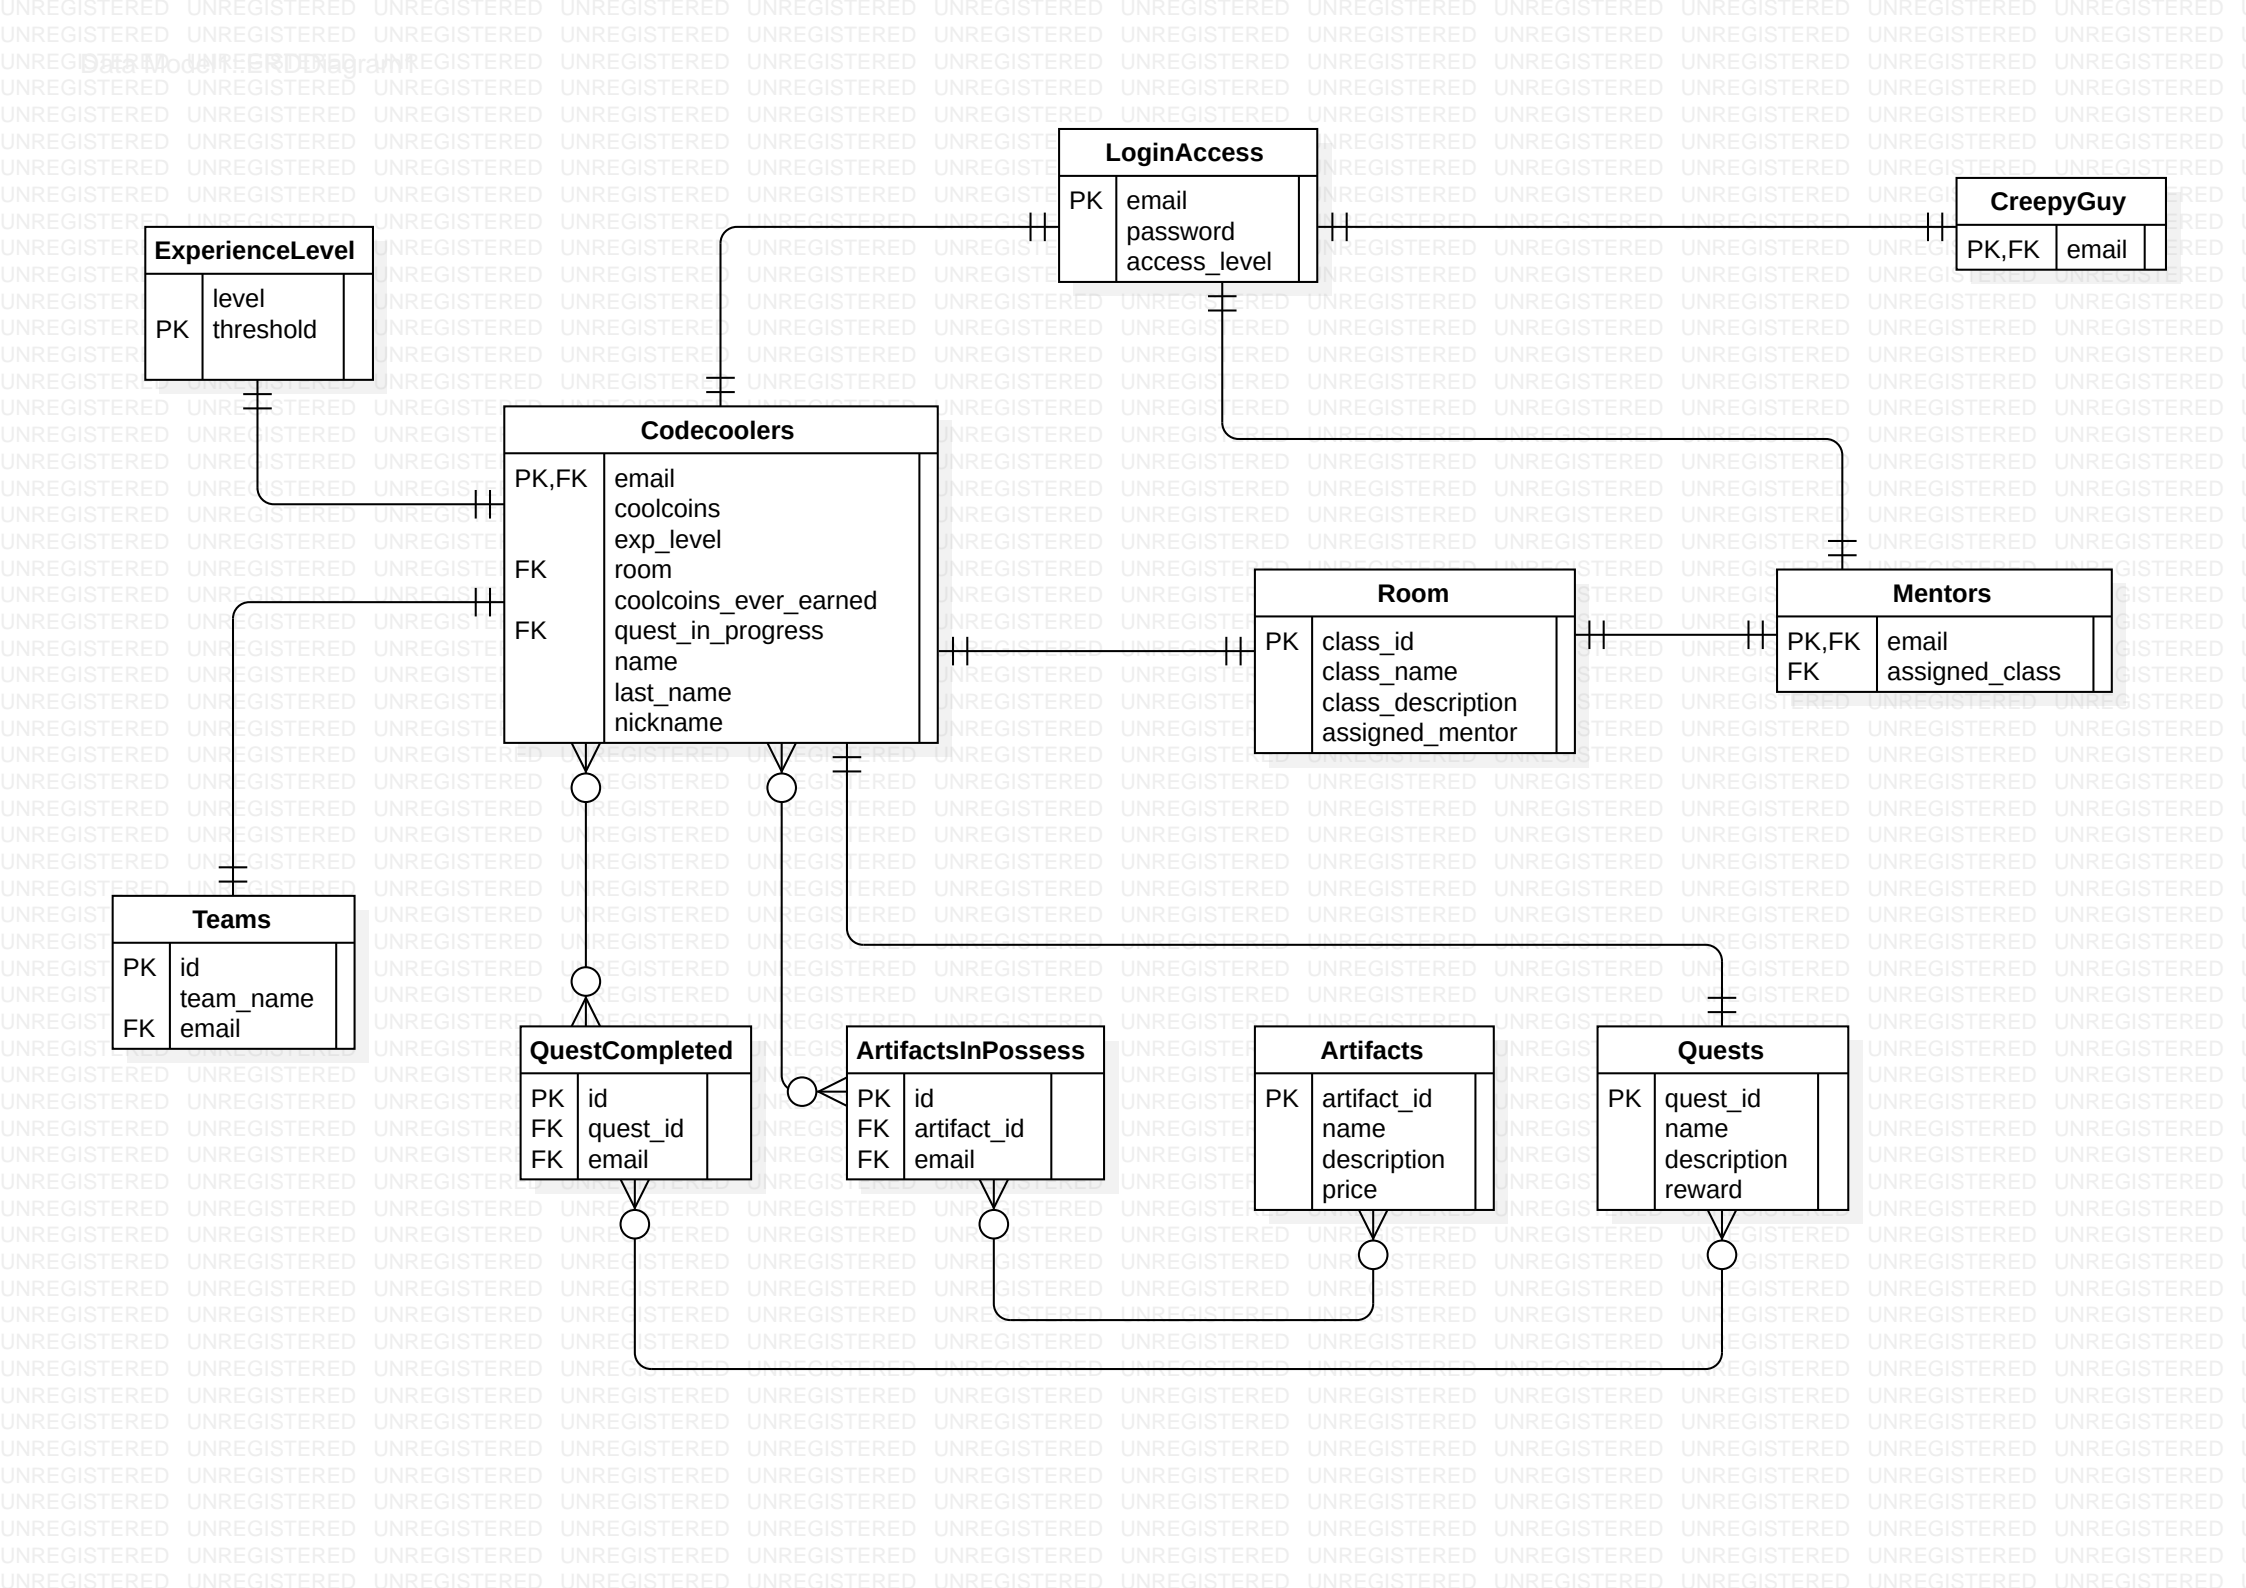 Data Model1::ERDDiagram1
LoginAccess
PK email
password
access_level
CreepyGuy
PK,FK email
ExperienceLevel
level
PK threshold
Codecoolers
PK,FK email
coolcoins
exp_level
FK room
coolcoins_ever_earned
FK quest_in_progress
name
last_name
nickname
Room
PK class_id
class_name
class_description
assigned_mentor
Mentors
PK,FK email
FK assigned_class
Teams
PK id
team_name
FK email
QuestCompleted
PK id
FK quest_id
FK email
ArtifactsInPossess
PK id
FK artifact_id
FK email
Artifacts
PK artifact_id
name
description
price
Quests
PK quest_id
name
description
reward
UNREGISTERED